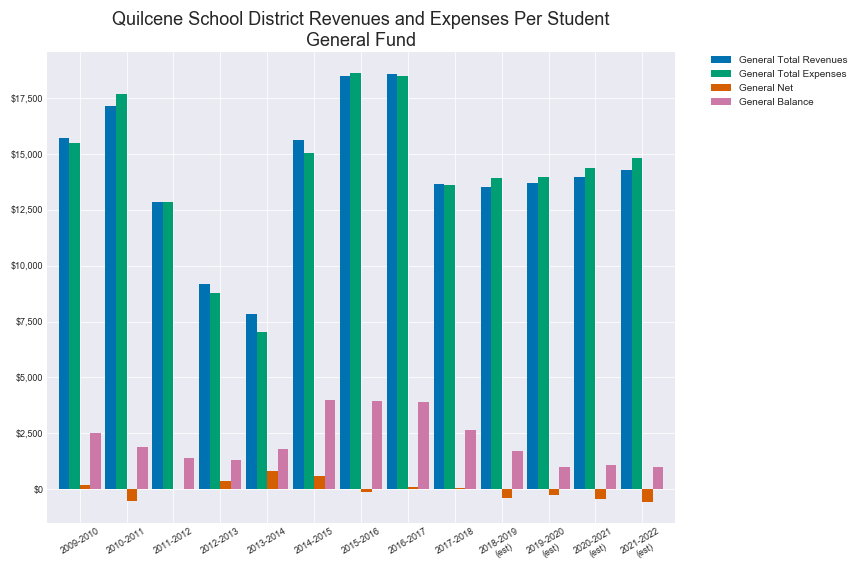 Quilcene School District Revenues and Expenses Per Student
General Fund
General Total Revenues
General Total Expenses
General Net
General Balance
$17,500
$15,000
$12,500
$10,000
$7,500
$5,000
$2,500
$0
2009-2010
2010-2011
2011-2012
2012-2013
2013-2014
2014-2015
2015-2016
2016-2017
2017-2018
2018-2019
(est)
2019-2020
(est)
2020-2021
(est)
2021-2022
(est)